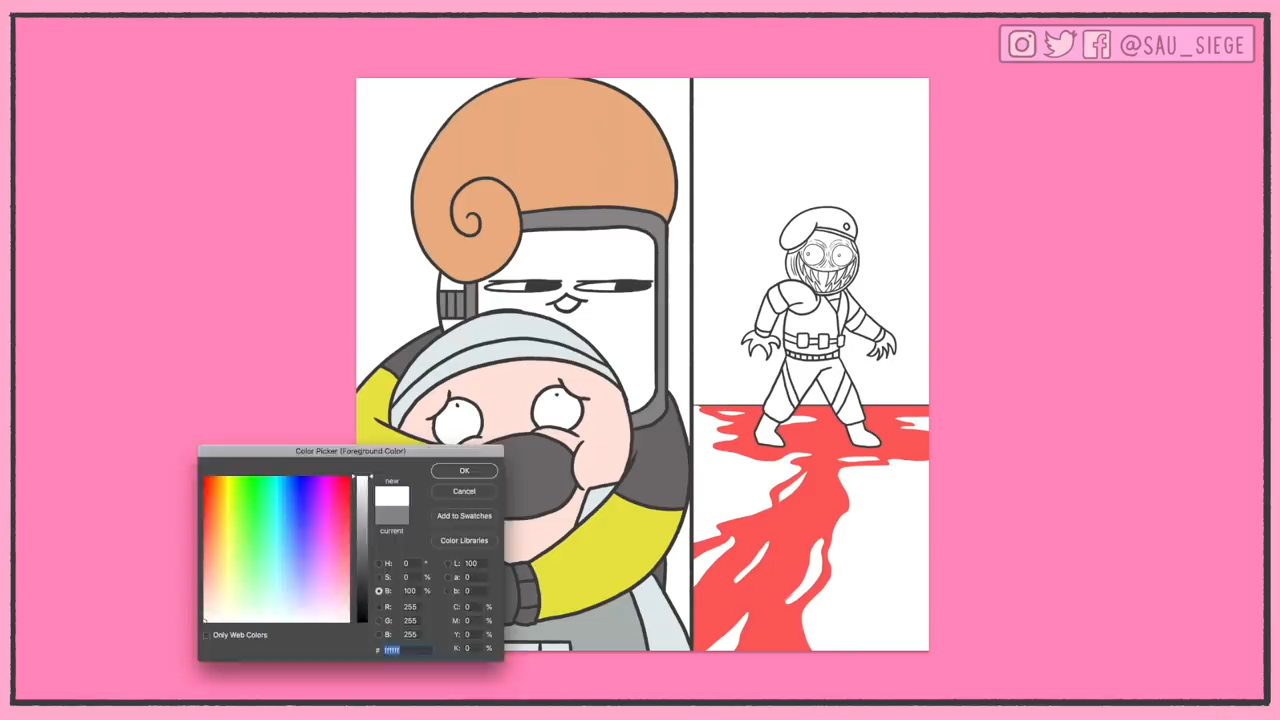 @SAU_SIEGE
Color Picker (Foreground Color)
new
current
OK
Cancel
Add to Swatches
Color Libraries
H: 0 °
S: 0 %
B: 100 %
R: 255
G: 255
B: 255
# ffffff
L: 100
a: 0
b: 0
C: 0 %
M: 0 %
Y: 0 %
K: 0 %
Only Web Colors